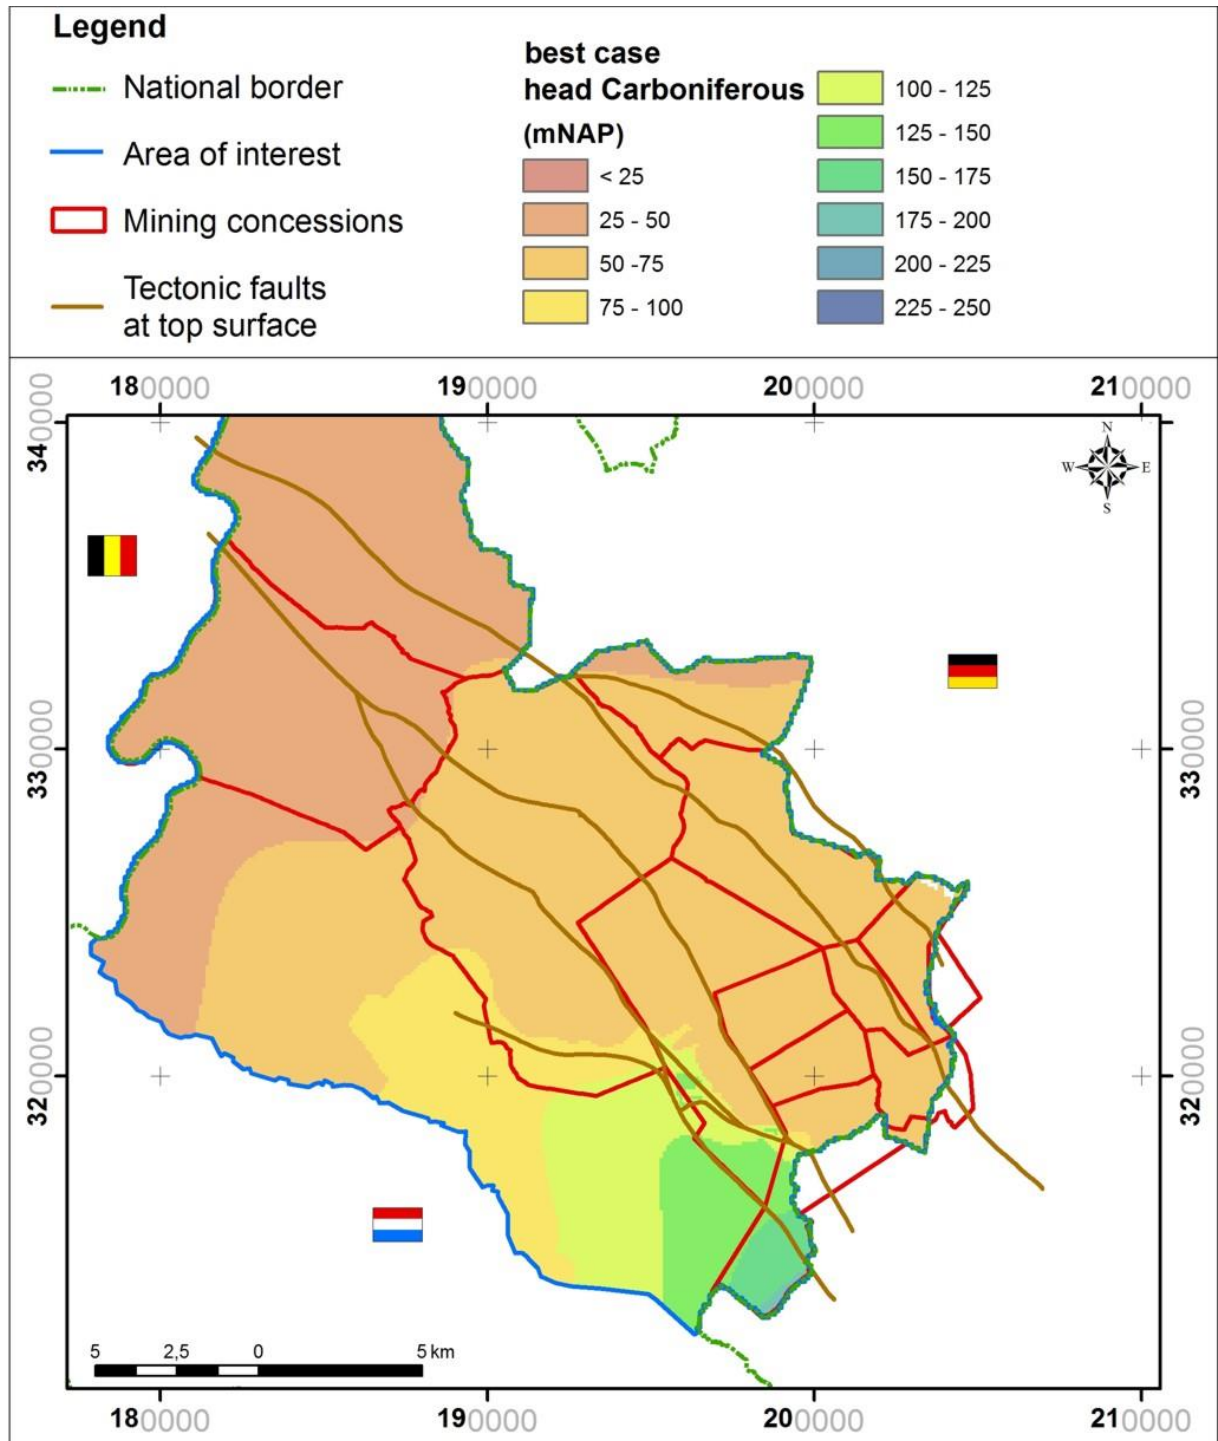 Legend
National border
Area of interest
Mining concessions
Tectonic faults
at top surface
best case
head Carboniferous
(mNAP)
< 25
25 - 50
50 -75
75 - 100
100 - 125
125 - 150
150 - 175
175 - 200
200 - 225
225 - 250
180000 190000 200000 210000
340000
330000
320000
330000
320000
N
W E
S
5 2,5 0 5 km
180000 190000 200000 210000